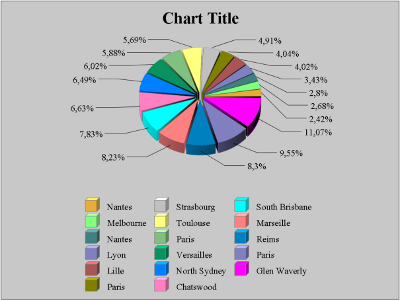 Chart Title
5,69%
4,91%
5,88%
4,04%
6,02%
4,02%
6,49%
3,43%
2,8%
6,63%
2,68%
2,42%
7,83%
11,07%
8,23%
9,55%
8,3%
Nantes Strasbourg South Brisbane
Melbourne Toulouse Marseille
Nantes Paris Reims
Lyon Versailles Paris
Lille North Sydney Glen Waverly
Paris Chatswood